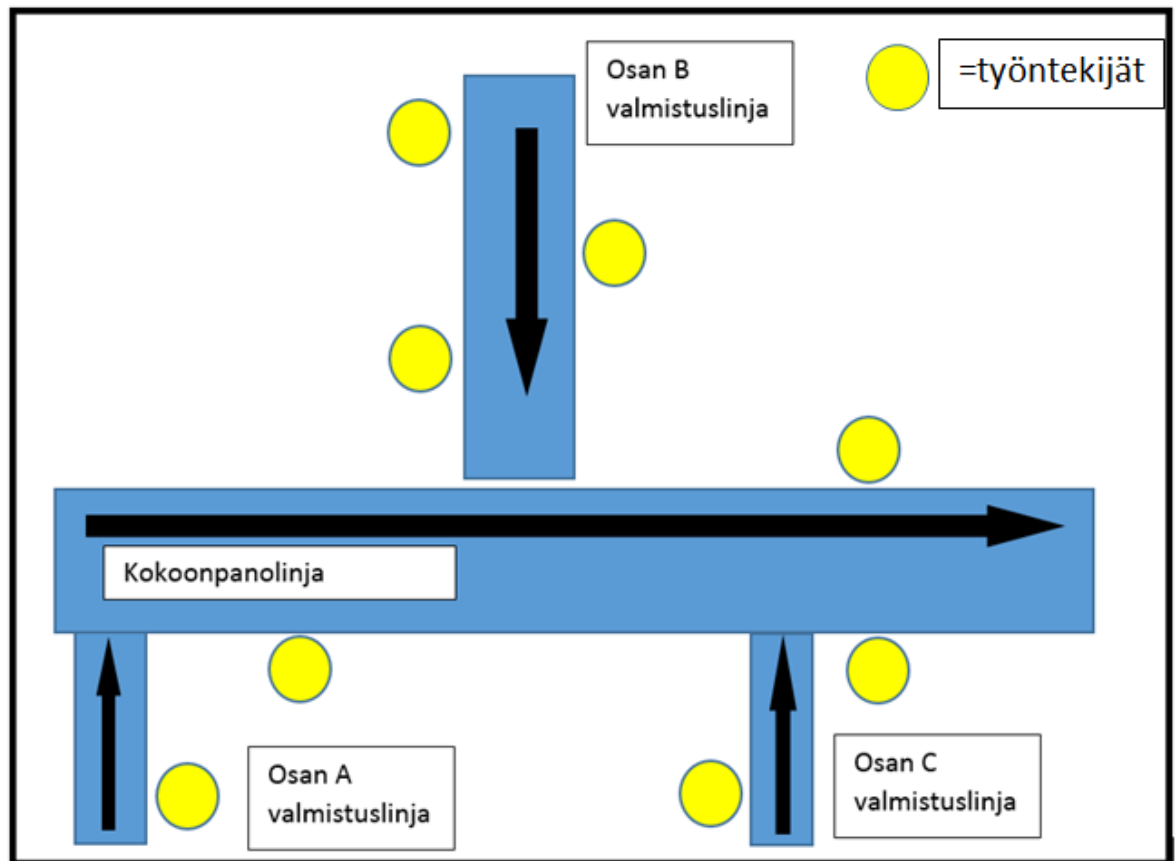 Osan B
valmistuslinja
=työntekijät
Kokoonpanolinja
Osan A
valmistuslinja
Osan C
valmistuslinja